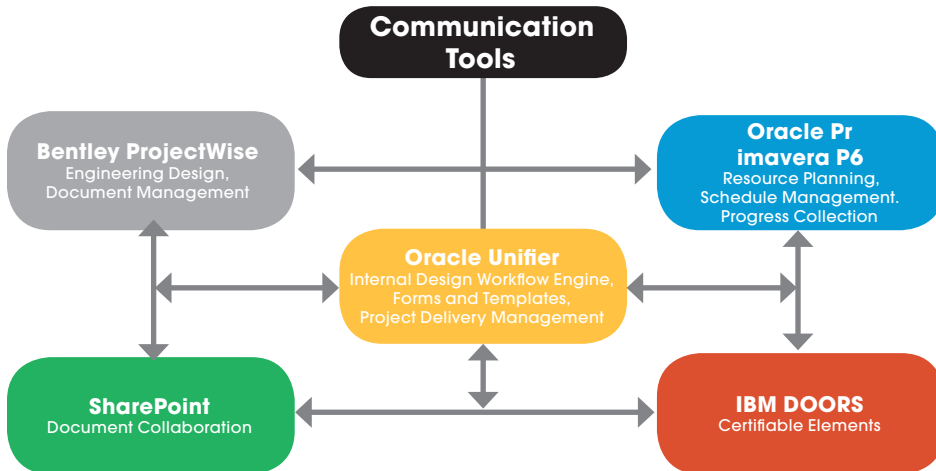 Communication
Tools
Bentley ProjectWise
Engineering Design,
Document Management
Oracle Pr
imavera P6
Resource Planning,
Schedule Management.
Progress Collection
Oracle Unifier
Internal Design Workflow Engine,
Forms and Templates,
Project Delivery Management
SharePoint
Document Collaboration
IBM DOORS
Certifiable Elements